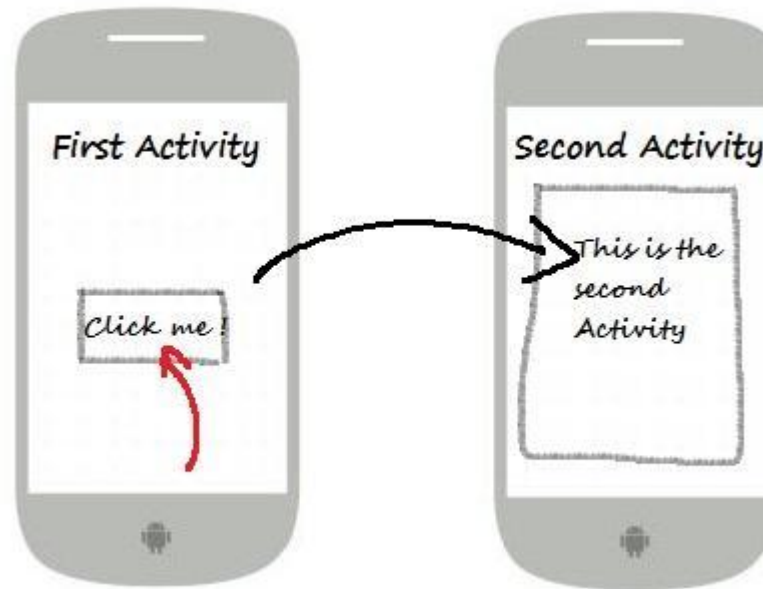 First Activity
Click me !
Second Activity
This is the
second
Activity